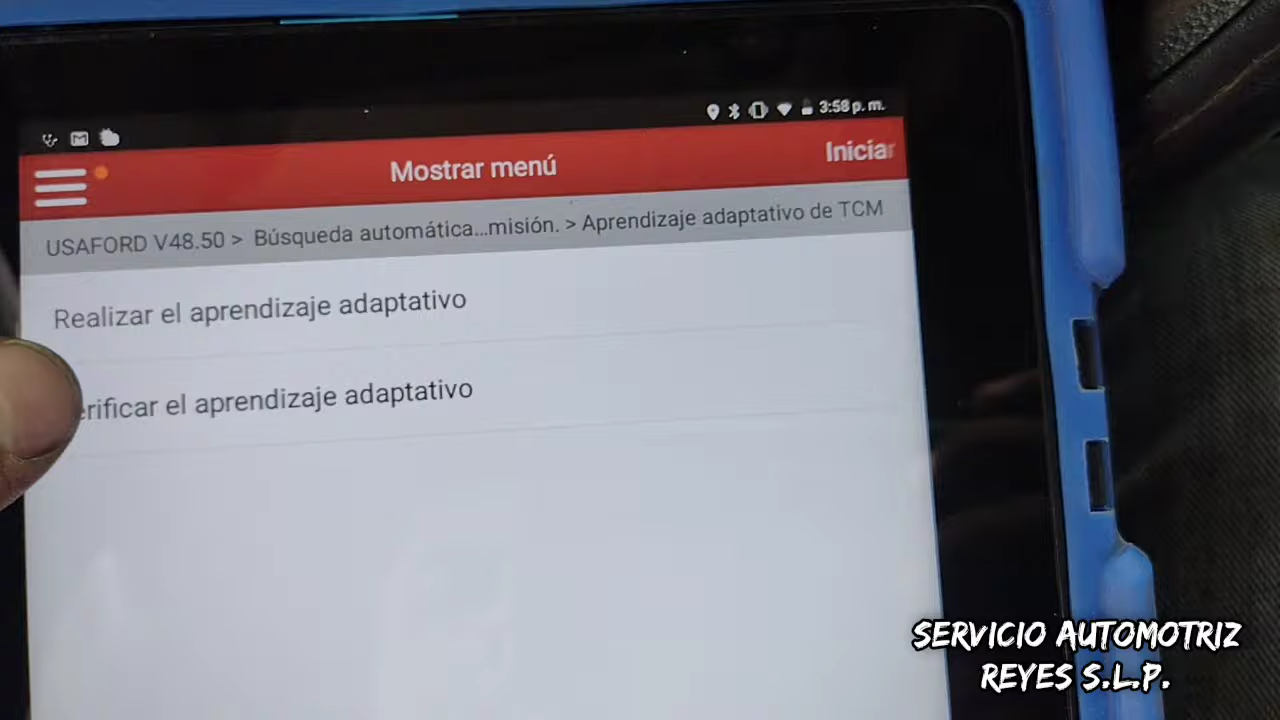 3:58 p. m.
Mostrar menú
Iniciar
USAFORD V48.50 > Búsqueda automática...misión. > Aprendizaje adaptativo de TCM
Realizar el aprendizaje adaptativo
erificar el aprendizaje adaptativo
SERVICIO AUTOMOTRIZ
REYES S.L.P.